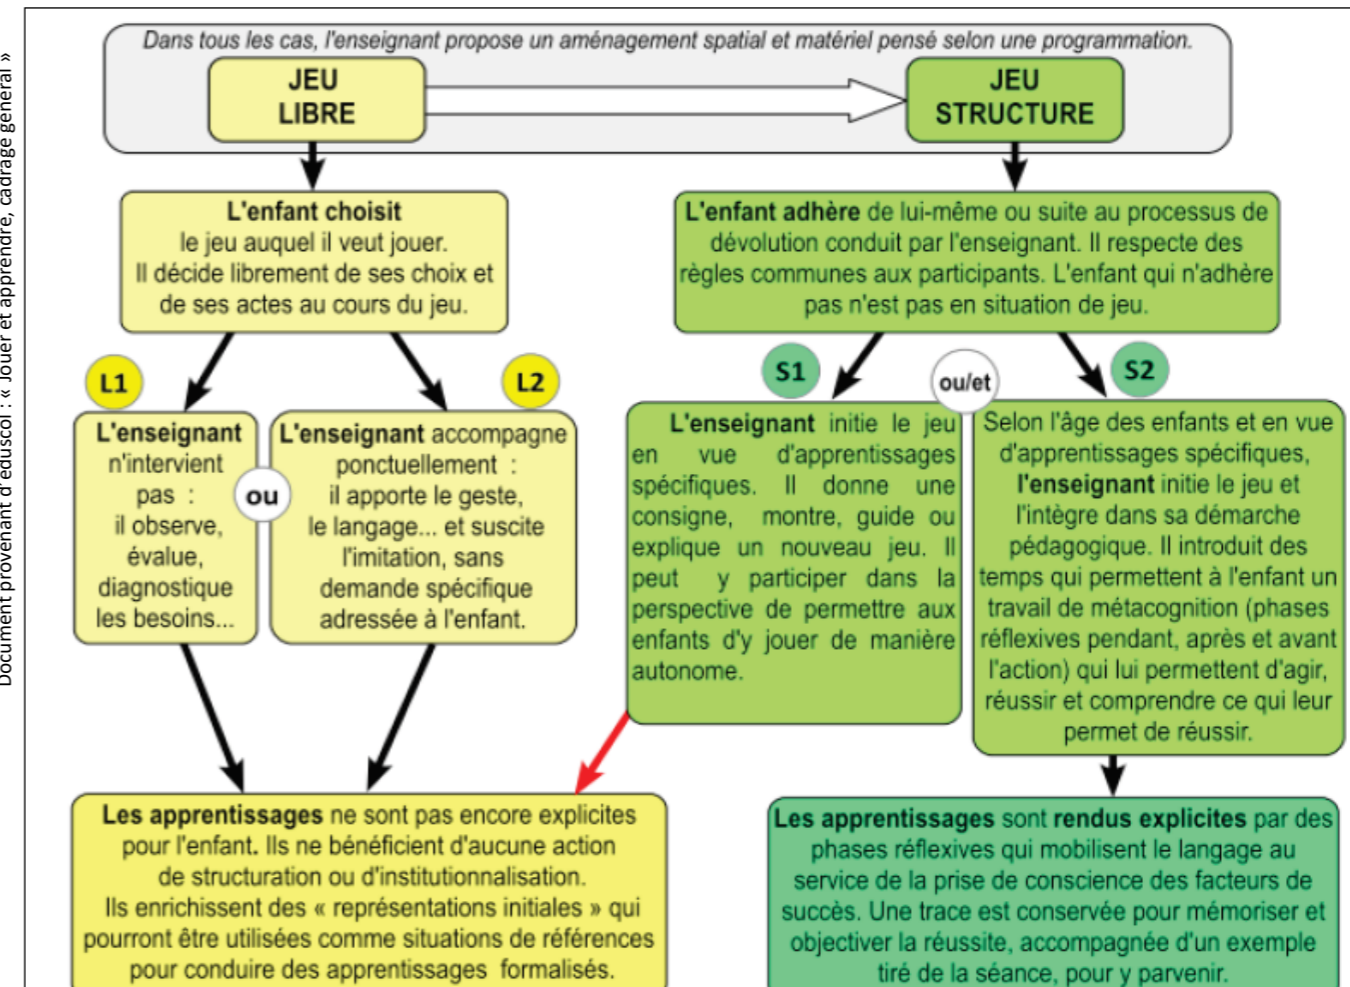 Document provenant d'eduscol : « Jouer et apprendre, cadrage general »
Dans tous les cas, l'enseignant propose un aménagement spatial et matériel pensé selon une programmation.
JEU
LIBRE
JEU
STRUCTURE
L'enfant choisit
le jeu auquel il veut jouer.
Il décide librement de ses choix et
de ses actes au cours du jeu.
L'enfant adhère de lui-même ou suite au processus de
dévolution conduit par l'enseignant. Il respecte des
règles communes aux participants. L'enfant qui n'adhère
pas n'est pas en situation de jeu.
L1
L2
S1
ou/et
S2
L'enseignant
n'intervient
pas :
il observe,
évalue,
diagnostique
les besoins...
ou
L'enseignant accompagne
ponctuellement :
il apporte le geste,
le langage... et suscite
l'imitation, sans
demande spécifique
adressée à l'enfant.
L'enseignant initie le jeu
en vue d'apprentissages
spécifiques. Il donne une
consigne, montre, guide ou
explique un nouveau jeu. Il
peut y participer dans la
perspective de permettre aux
enfants d'y jouer de manière
autonome.
Selon l'âge des enfants et en vue
d'apprentissages spécifiques,
l'enseignant initie le jeu et
l'intègre dans sa démarche
pédagogique. Il introduit des
temps qui permettent à l'enfant un
travail de métacognition (phases
réflexives pendant, après et avant
l'action) qui lui permettent d'agir,
réussir et comprendre ce qui leur
permet de réussir.
Les apprentissages ne sont pas encore explicites
pour l'enfant. Ils ne bénéficient d'aucune action
de structuration ou d'institutionnalisation.
Ils enrichissent des « représentations initiales » qui
pourront être utilisées comme situations de références
pour conduire des apprentissages formalisés.
Les apprentissages sont rendus explicites par des
phases réflexives qui mobilisent le langage au
service de la prise de conscience des facteurs de
succès. Une trace est conservée pour mémoriser et
objectiver la réussite, accompagnée d'un exemple
tiré de la séance, pour y parvenir.